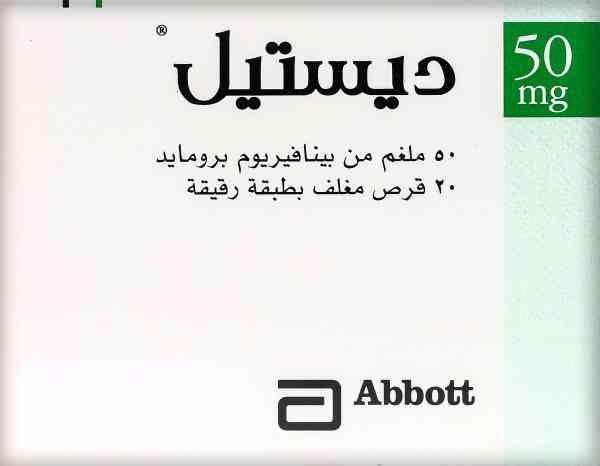 ديستيل®
50
mg
٥٠ ملغم من بينافيريوم برومايد
٢٠ قرص مغلف بطبقة رقيقة
Abbott